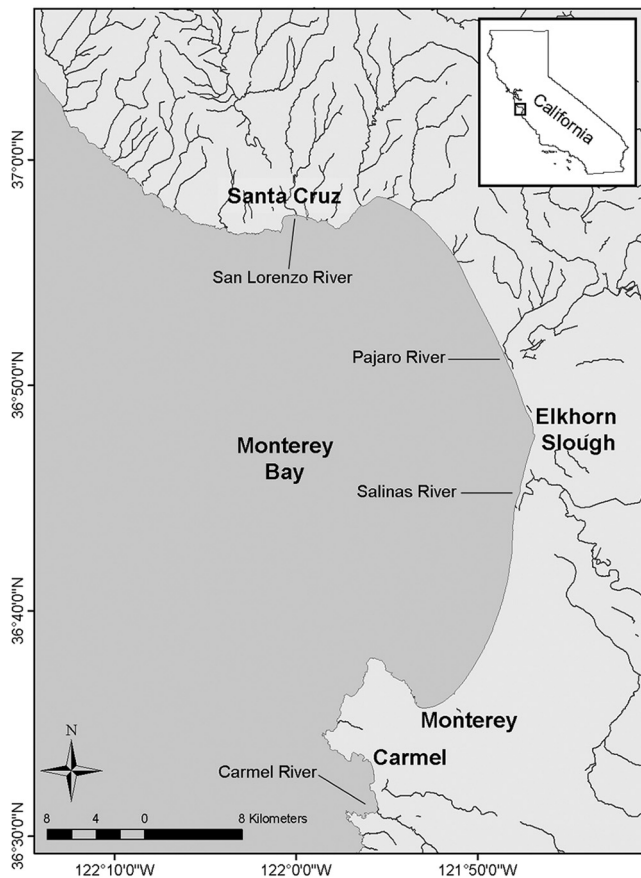 California
37°0'0"N
Santa Cruz
San Lorenzo River
Pajaro River
36°50'0"N
Elkhorn
Slough
Monterey
Bay
Salinas River
36°40'0"N
Monterey
Carmel
N
Carmel River
8 4 0 8 Kilometers
36°30'0"N
122°10'0"W 122°0'0"W 121°50'0"W